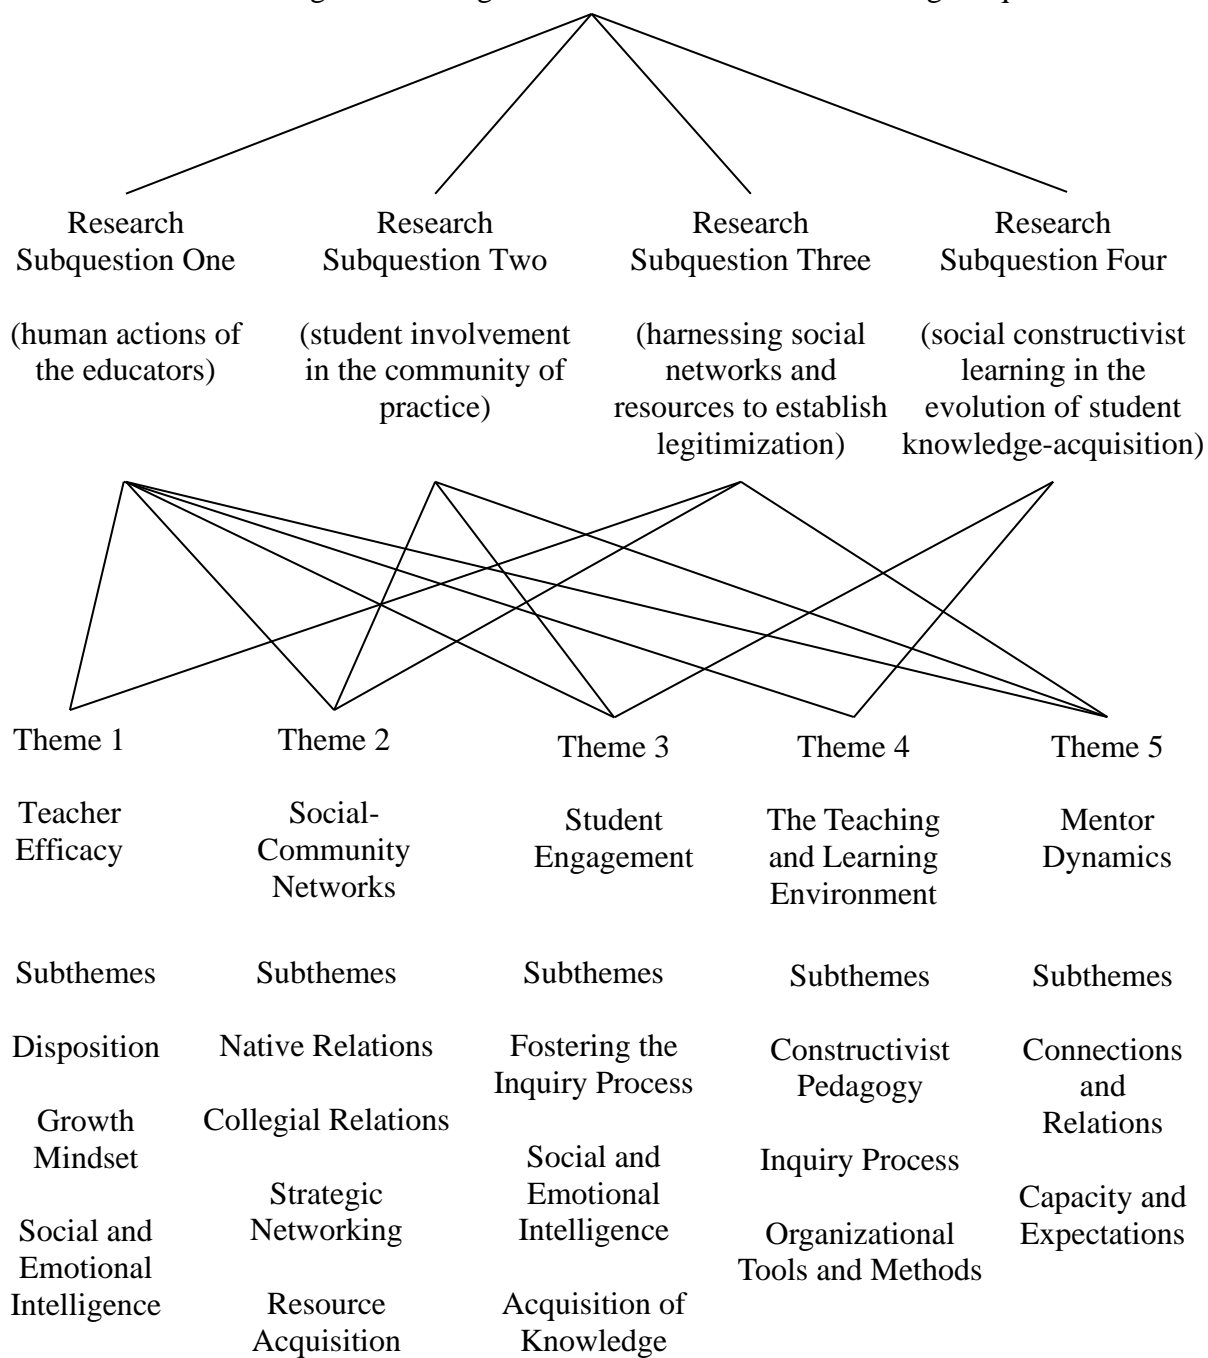 Research
Subquestion One
(human actions of
the educators)
Research
Subquestion Two
(student involvement
in the community of
practice)
Research
Subquestion Three
(harnessing social
networks and
resources to establish
legitimization)
Research
Subquestion Four
(social constructivist
learning in the
evolution of student
knowledge-acquisition)
Theme 1
Teacher
Efficacy
Subthemes
Disposition
Growth
Mindset
Social and
Emotional
Intelligence
Theme 2
Social-
Community
Networks
Subthemes
Native Relations
Collegial Relations
Strategic
Networking
Resource
Acquisition
Theme 3
Student
Engagement
Subthemes
Fostering the
Inquiry Process
Social and
Emotional
Intelligence
Acquisition of
Knowledge
Theme 4
The Teaching
and Learning
Environment
Subthemes
Constructivist
Pedagogy
Inquiry Process
Organizational
Tools and Methods
Theme 5
Mentor
Dynamics
Subthemes
Connections
and
Relations
Capacity and
Expectations